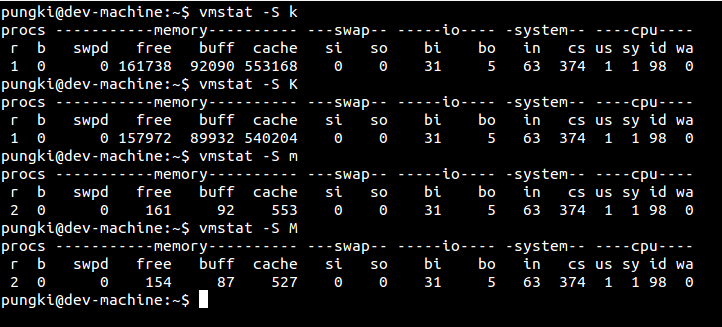 pungki@dev-machine:~$ vmstat -S k
procs -----------memory---------- ---swap-- -----io---- -system-- ----cpu----
 r  b   swpd   free   buff  cache   si   so    bi    bo   in   cs us sy id wa
 1  0      0 161738  92090 553168    0    0    31     5   63  374  1  1 98  0
pungki@dev-machine:~$ vmstat -S K
procs -----------memory---------- ---swap-- -----io---- -system-- ----cpu----
 r  b   swpd   free   buff  cache   si   so    bi    bo   in   cs us sy id wa
 1  0      0 157972  89932 540204    0    0    31     5   63  374  1  1 98  0
pungki@dev-machine:~$ vmstat -S m
procs -----------memory---------- ---swap-- -----io---- -system-- ----cpu----
 r  b   swpd   free   buff  cache   si   so    bi    bo   in   cs us sy id wa
 2  0      0    161     92    553    0    0    31     5   63  374  1  1 98  0
pungki@dev-machine:~$ vmstat -S M
procs -----------memory---------- ---swap-- -----io---- -system-- ----cpu----
 r  b   swpd   free   buff  cache   si   so    bi    bo   in   cs us sy id wa
 2  0      0    154     87    527    0    0    31     5   63  374  1  1 98  0
pungki@dev-machine:~$